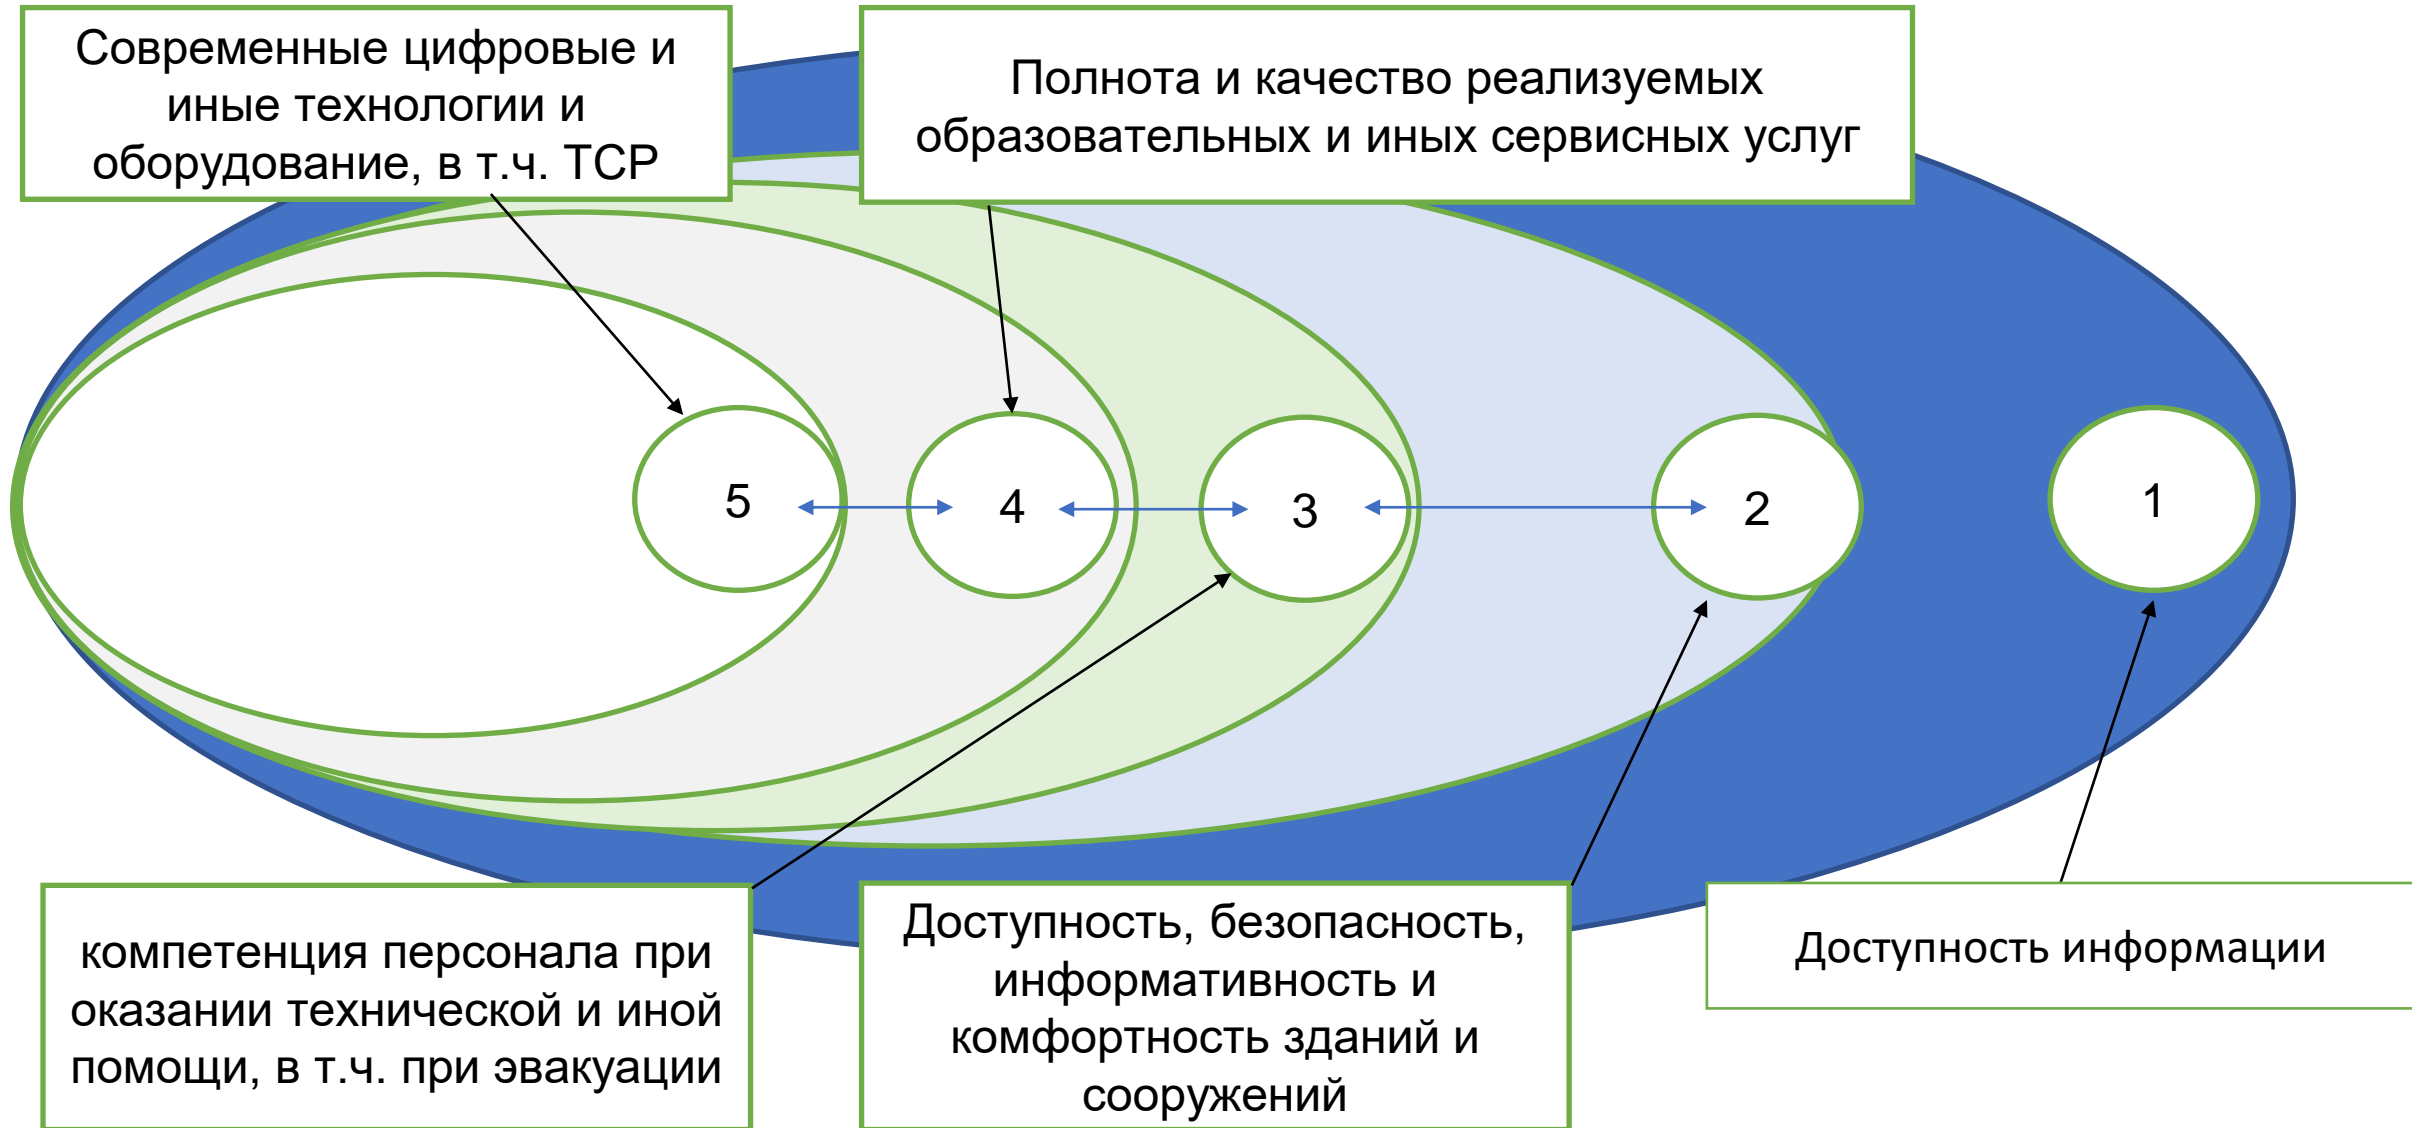 Современные цифровые и
иные технологии и
оборудование, в т.ч. ТСР
Полнота и качество реализуемых
образовательных и иных сервисных услуг
5
4
3
2
1
компетенция персонала при
оказании технической и иной
помощи, в т.ч. при эвакуации
Доступность, безопасность,
информативность и
комфортность зданий и
сооружений
Доступность информации